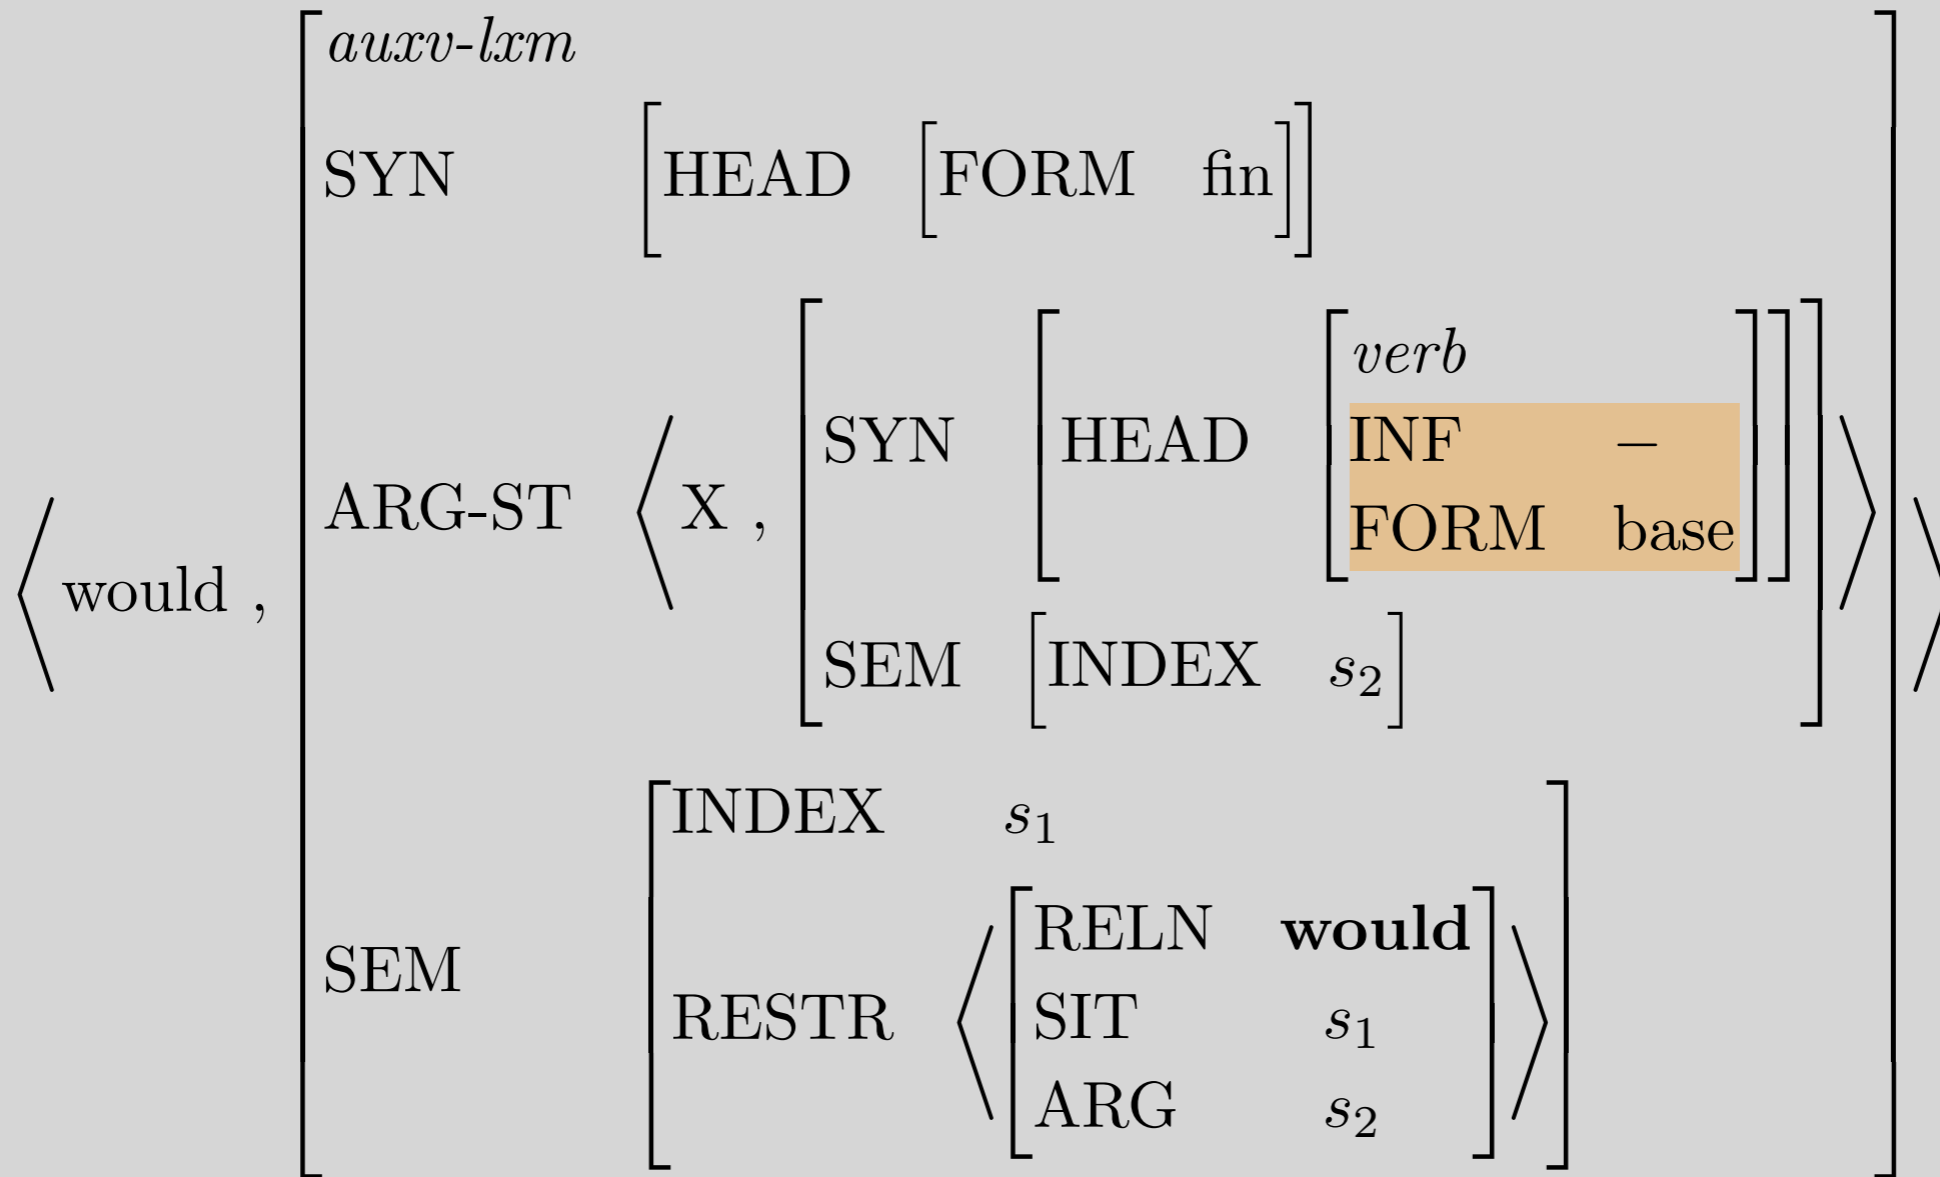 auxv-lxm
SYN [HEAD [FORM fin]]
verb
SYN [HEAD INF –
ARG-ST ⟨X , FORM base
⟨would ,
SEM [INDEX s₂]
INDEX s₁
RELN would
SEM
RESTR ⟨SIT s₁⟩
ARG s₂